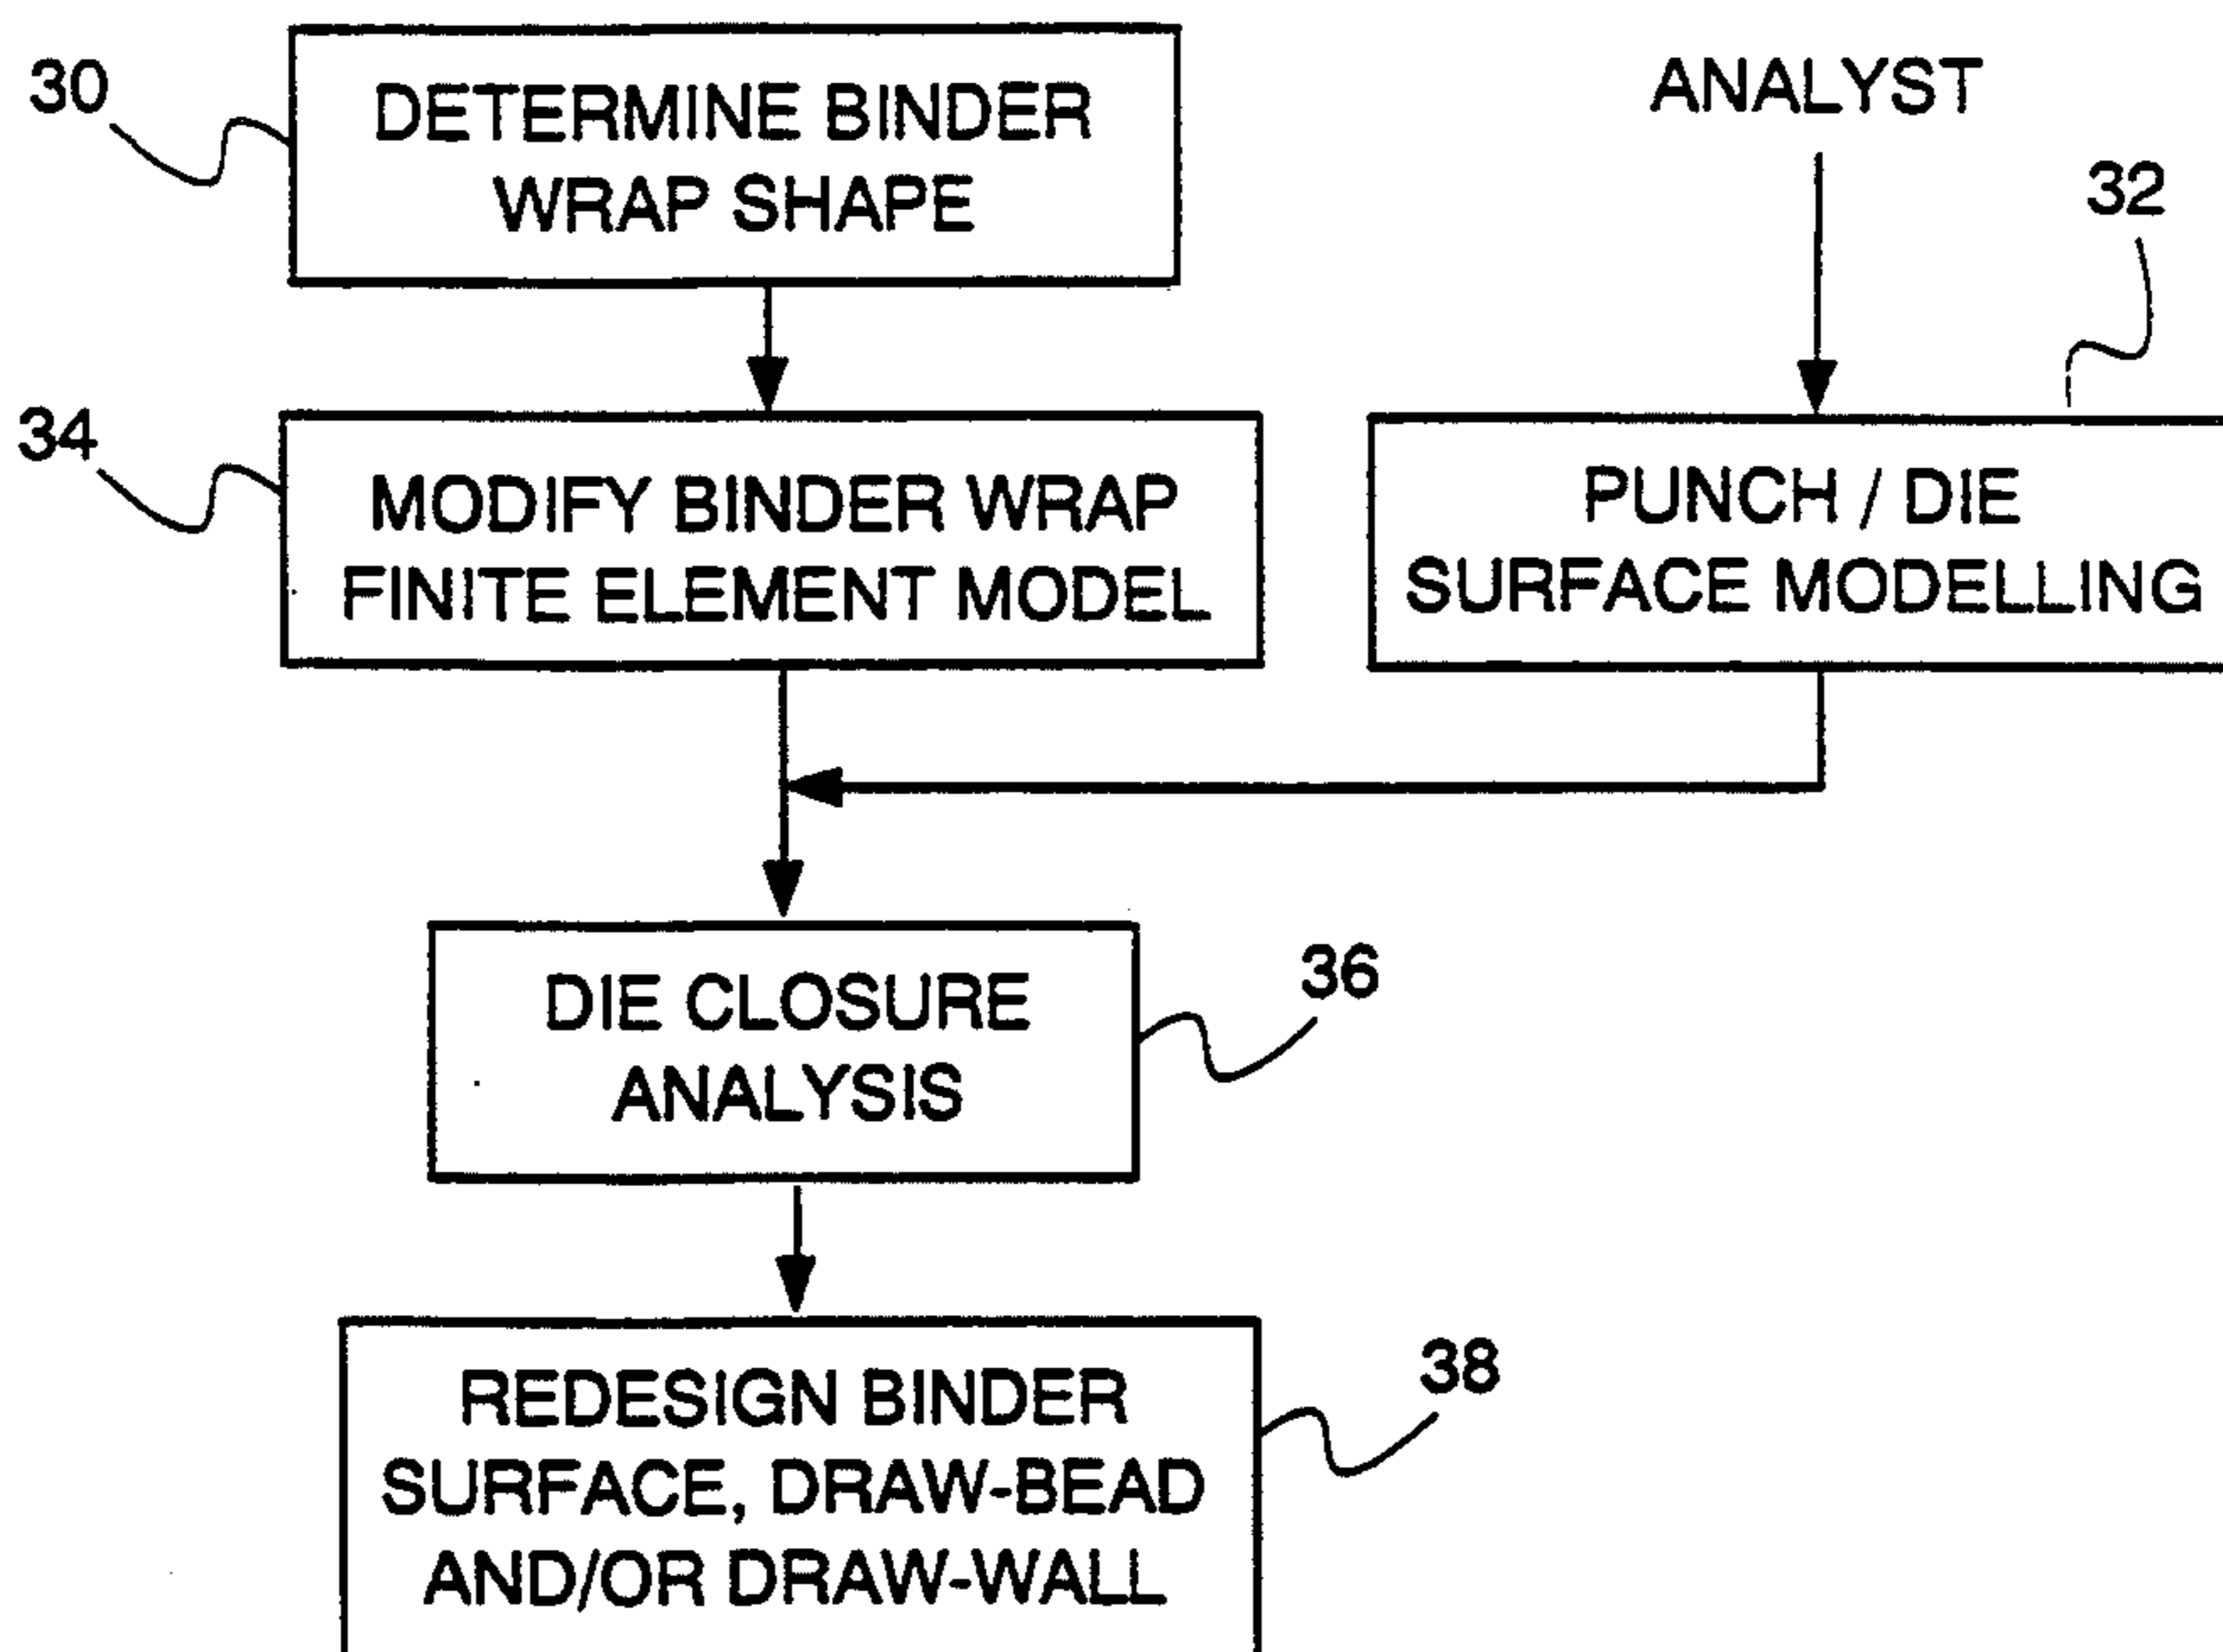 30
DETERMINE BINDER
WRAP SHAPE
ANALYST
32
34
MODIFY BINDER WRAP
FINITE ELEMENT MODEL
PUNCH / DIE
SURFACE MODELLING
DIE CLOSURE
ANALYSIS
36
REDESIGN BINDER
SURFACE, DRAW-BEAD
AND/OR DRAW-WALL
38